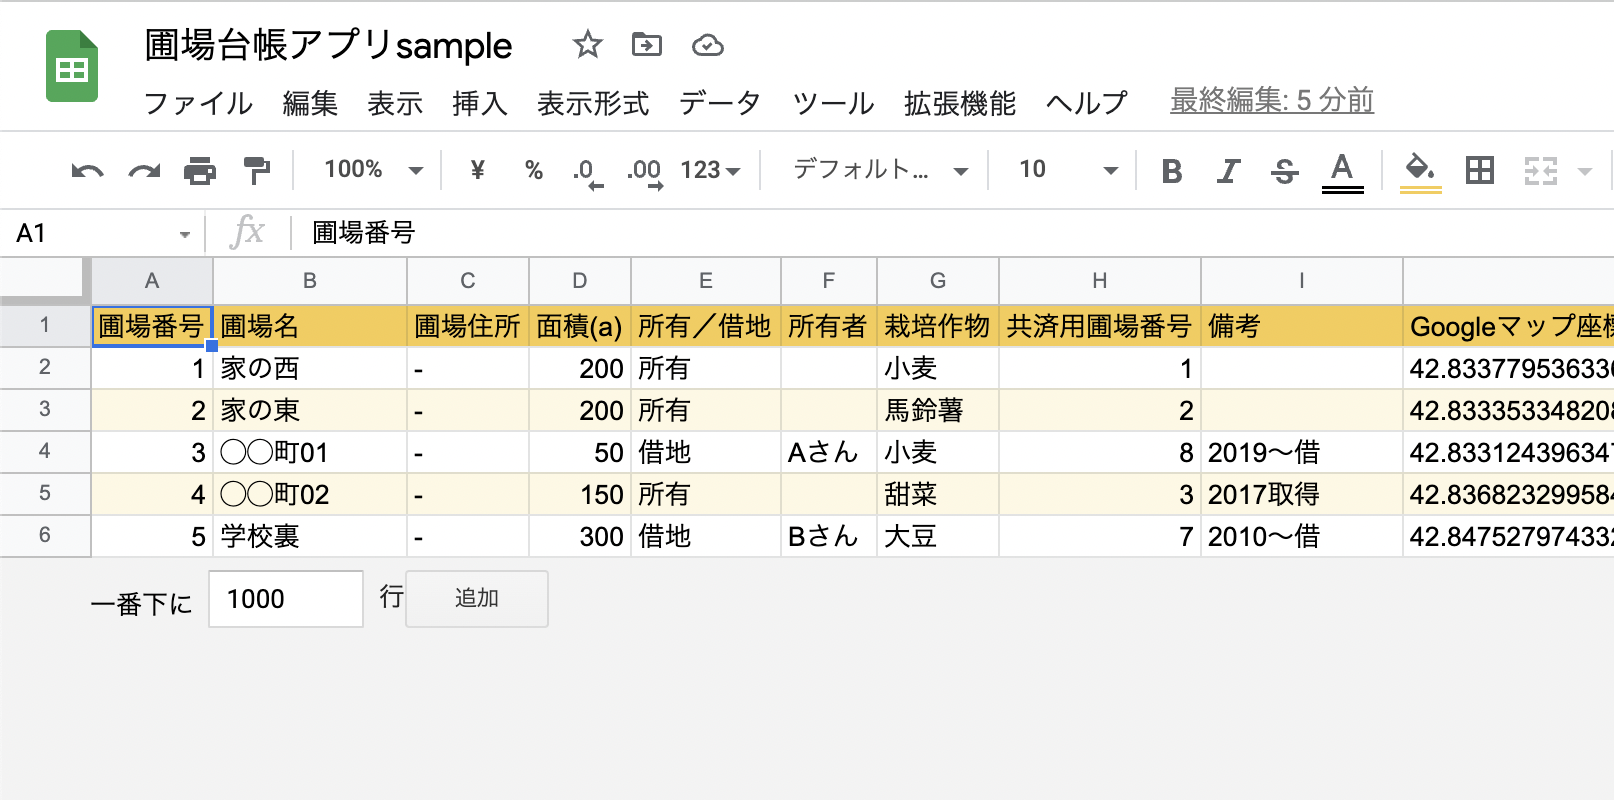 圃場台帳アプリsample
ファイル 編集 表示 挿入 表示形式 データ ツール 拡張機能 ヘルプ 最終編集: 5 分前
100% ¥ % .0 .00 123 デフォルト... 10 B I S A
A1 fx 圃場番号
A B C D E F G H I
1 圃場番号 圃場名 圃場住所 面積(a) 所有／借地 所有者 栽培作物 共済用圃場番号 備考 Googleマップ座標
2 1 家の西 - 200 所有 小麦 1 42.833779536336
3 2 家の東 - 200 所有 馬鈴薯 2 42.833353348208
4 3 〇〇町01 - 50 借地 Aさん 小麦 8 2019〜借 42.833124396347
5 4 〇〇町02 - 150 所有 甜菜 3 2017取得 42.836823299584
6 5 学校裏 - 300 借地 Bさん 大豆 7 2010〜借 42.847527974332
一番下に 1000 行 追加